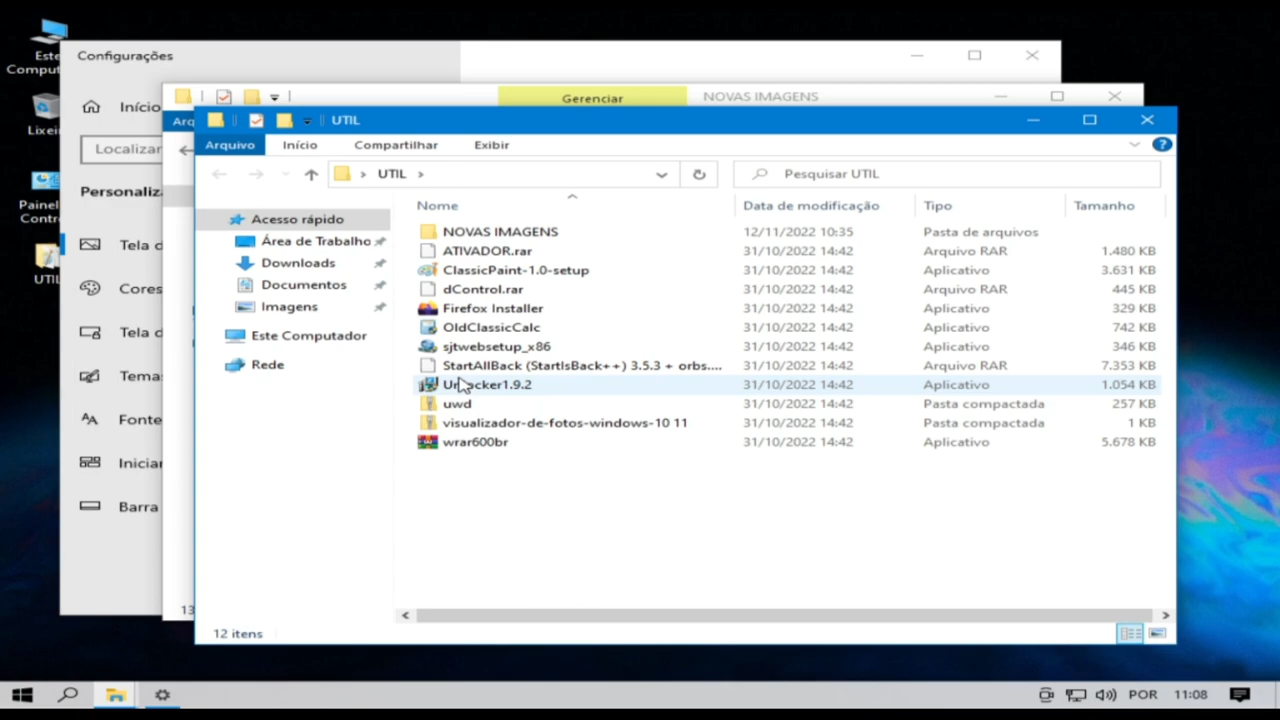 Este
Comput
Lixei
Painel
Contr
UTIL
Configurações
Início
Localizar
Personaliz
Tela d
Cores
Tela d
Temas
Fonte
Iniciar
Barra
Gerenciar
NOVAS IMAGENS
Arq
13
UTIL
Arquivo Início Compartilhar Exibir
UTIL
Pesquisar UTIL
Acesso rápido
Área de Trabalho
Downloads
Documentos
Imagens
Este Computador
Rede
Nome Data de modificação Tipo Tamanho
NOVAS IMAGENS 12/11/2022 10:35 Pasta de arquivos
ATIVADOR.rar 31/10/2022 14:42 Arquivo RAR 1.480 KB
ClassicPaint-1.0-setup 31/10/2022 14:42 Aplicativo 3.631 KB
dControl.rar 31/10/2022 14:42 Arquivo RAR 445 KB
Firefox Installer 31/10/2022 14:42 Aplicativo 329 KB
OldClassicCalc 31/10/2022 14:42 Aplicativo 742 KB
sjtwebsetup_x86 31/10/2022 14:42 Aplicativo 346 KB
StartAllBack (StartIsBack++) 3.5.3 + orbs.... 31/10/2022 14:42 Arquivo RAR 7.353 KB
31/10/2022 14:42 Aplicativo 1.054 KB
uwd 31/10/2022 14:42 Pasta compactada 257 KB
visualizador-de-fotos-windows-10 11 31/10/2022 14:42 Pasta compactada 1 KB
wrar600br 31/10/2022 14:42 Aplicativo 5.678 KB
12 itens
POR 11:08